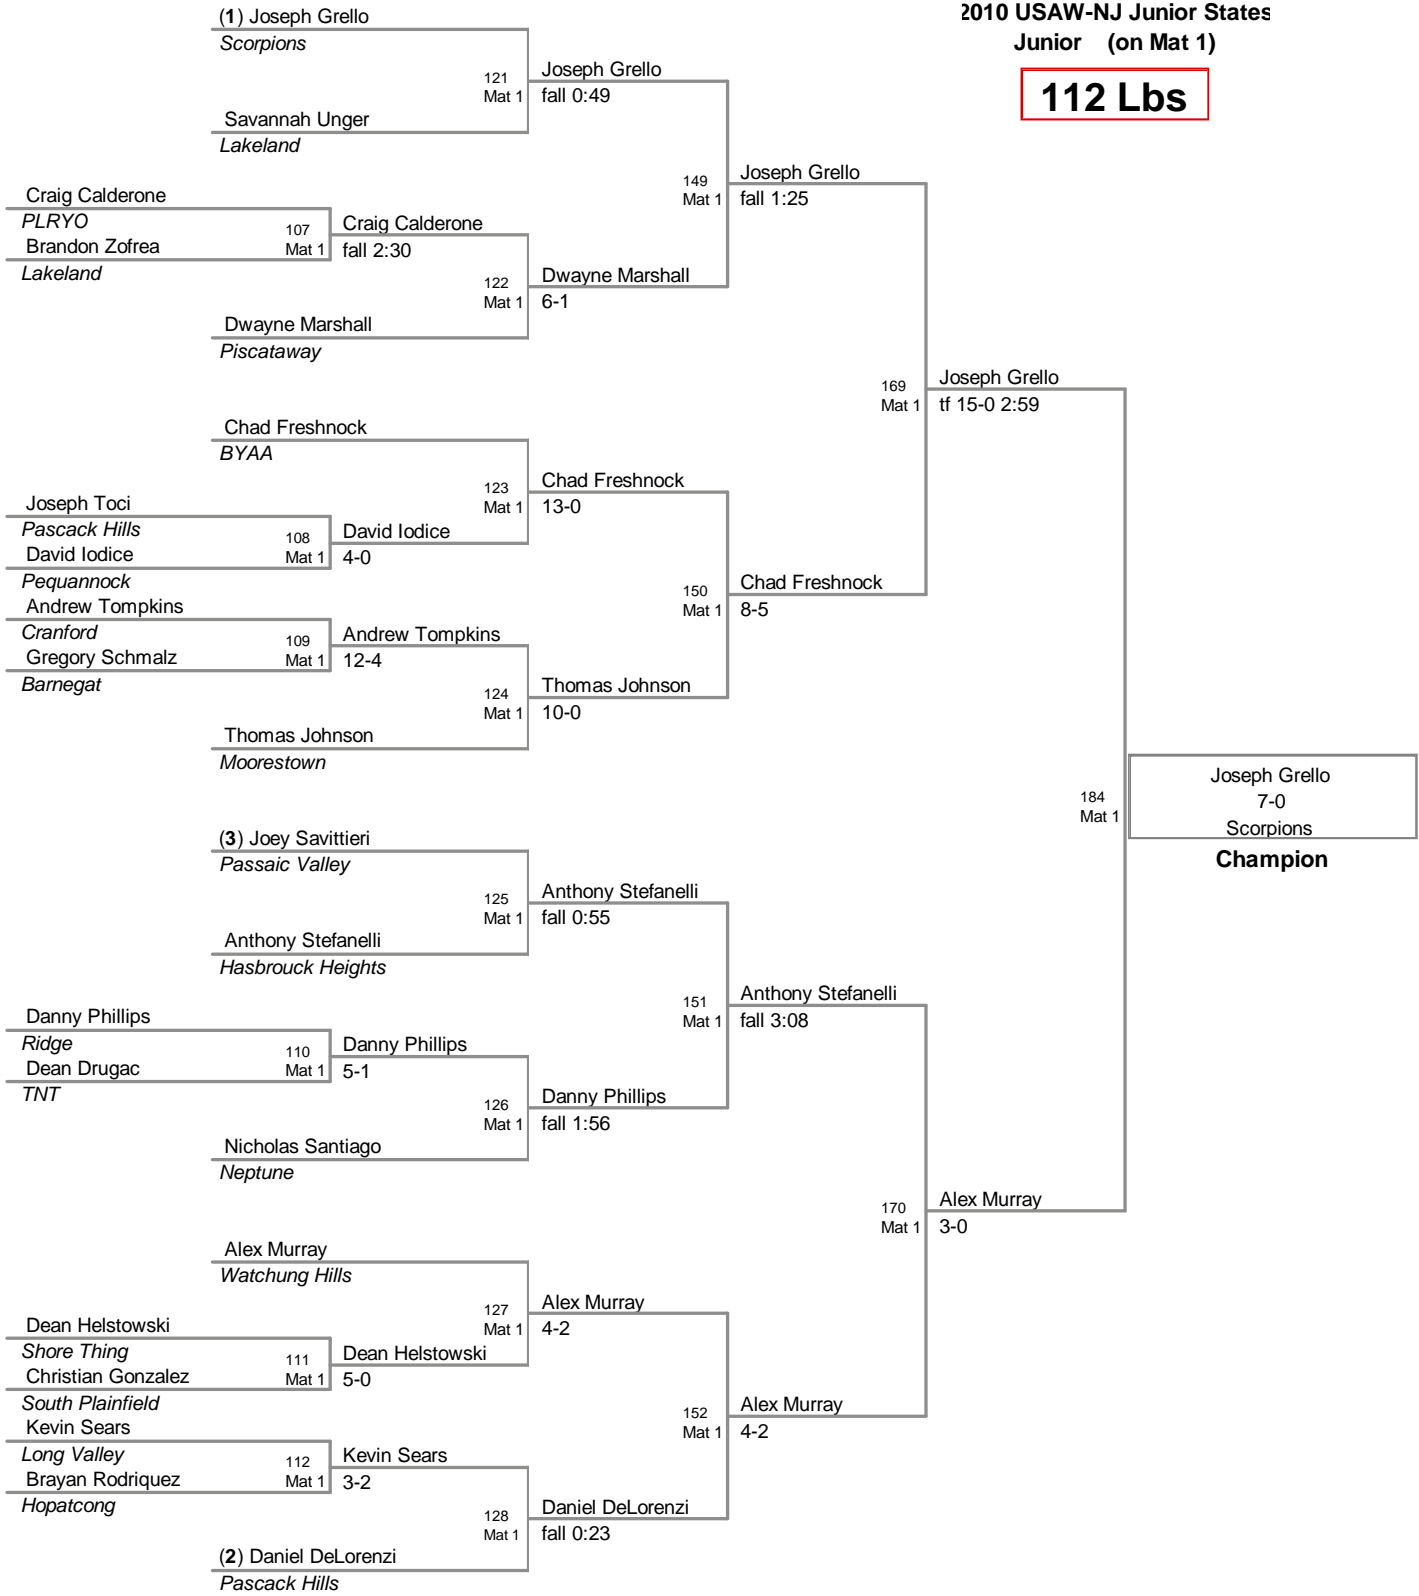 2010 USAW-NJ Junior States
Junior (on Mat 1)
112 Lbs
(1) Joseph Grello
Scorpions
121
Mat 1
Joseph Grello
fall 0:49
Savannah Unger
Lakeland
149
Mat 1
Joseph Grello
fall 1:25
Craig Calderone
PLRYO
Brandon Zofrea
Lakeland
107
Mat 1
Craig Calderone
fall 2:30
122
Mat 1
Dwayne Marshall
6-1
Dwayne Marshall
Piscataway
169
Mat 1
Joseph Grello
tf 15-0 2:59
Chad Freshnock
BYAA
123
Mat 1
Chad Freshnock
13-0
Joseph Toci
Pascack Hills
David Iodice
Pequannock
108
Mat 1
David Iodice
4-0
150
Mat 1
Chad Freshnock
8-5
Andrew Tompkins
Cranford
Gregory Schmalz
Barnegat
109
Mat 1
Andrew Tompkins
12-4
124
Mat 1
Thomas Johnson
10-0
Thomas Johnson
Moorestown
184
Mat 1
Joseph Grello
7-0
Scorpions
Champion
(3) Joey Savittieri
Passaic Valley
125
Mat 1
Anthony Stefanelli
fall 0:55
Anthony Stefanelli
Hasbrouck Heights
151
Mat 1
Anthony Stefanelli
fall 3:08
Danny Phillips
Ridge
Dean Drugac
TNT
110
Mat 1
Danny Phillips
5-1
126
Mat 1
Danny Phillips
fall 1:56
Nicholas Santiago
Neptune
170
Mat 1
Alex Murray
3-0
Alex Murray
Watchung Hills
127
Mat 1
Alex Murray
4-2
Dean Helstowski
Shore Thing
Christian Gonzalez
South Plainfield
111
Mat 1
Dean Helstowski
5-0
152
Mat 1
Alex Murray
4-2
Kevin Sears
Long Valley
Brayan Rodriquez
Hopatcong
112
Mat 1
Kevin Sears
3-2
128
Mat 1
Daniel DeLorenzi
fall 0:23
(2) Daniel DeLorenzi
Pascack Hills